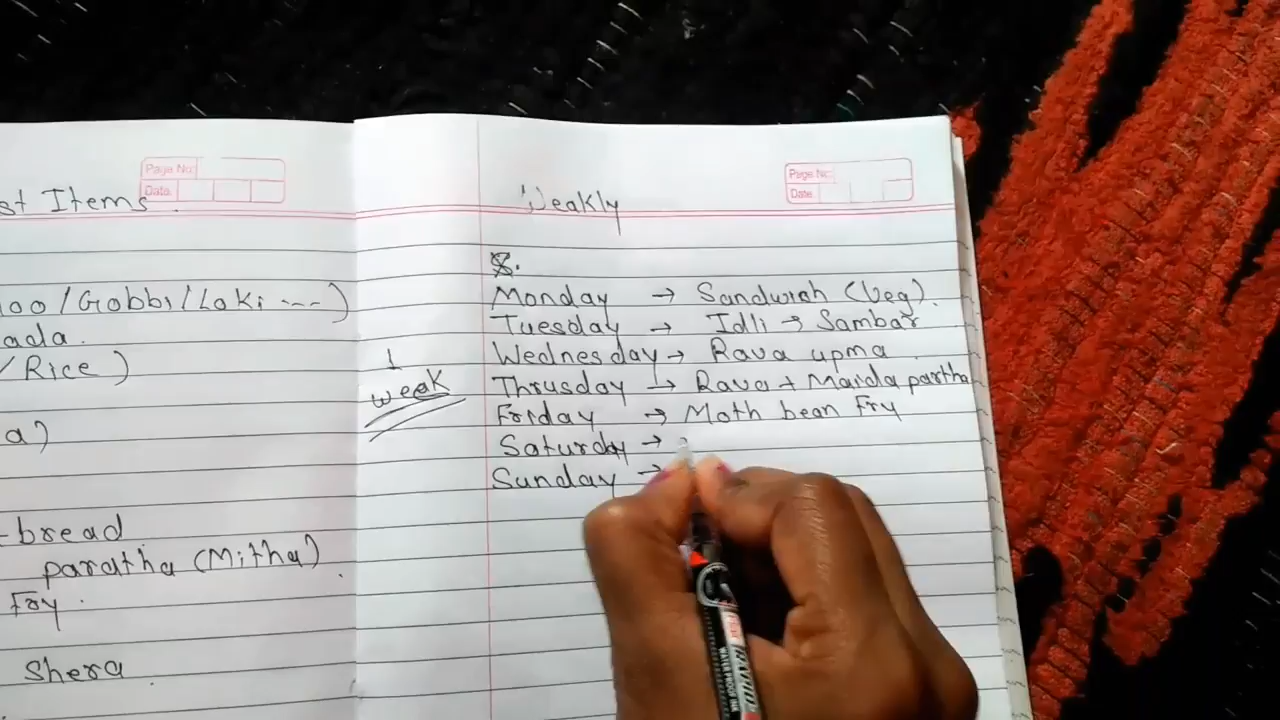 Page No:
Date
st Items
loo/Gobbi/Loki ---)
ada.
/Rice)
a)
-bread
paratha (Mitha).
Fry.
Shera.
1
week
Page No:
Date
Weakly
S.
Monday → Sandwich (Veg).
Tuesday → Idli → Sambar
Wednesday → Rava upma
Thrusday → Rava + Maida partha
Friday → Moth bean Fry
Saturday →
Sunday →